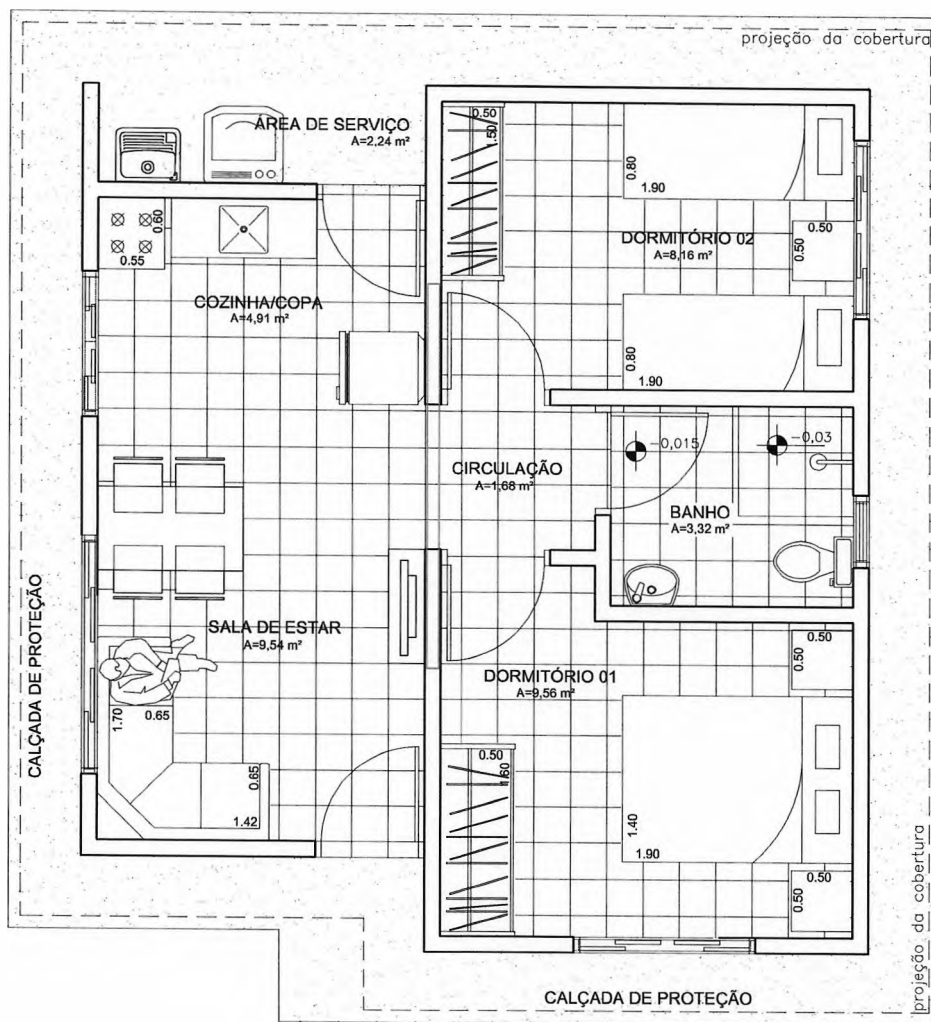 projeção da cobertura
ÁREA DE SERVIÇO
A=2,24 m²
0.50
1.50
0.80
1.90
0.60
0.55
DORMITÓRIO 02
A=8,16 m²
0.50
0.50
COZINHA/COPA
A=4,91 m²
0.80
1.90
-0,015
-0,03
CIRCULAÇÃO
A=1,68 m²
BANHO
A=3,32 m²
CALÇADA DE PROTEÇÃO
SALA DE ESTAR
A=9,54 m²
0.50
0.50
DORMITÓRIO 01
A=9,56 m²
1.70
0.65
0.50
1.60
0.65
1.42
1.40
1.90
0.50
0.50
projeção da cobertura
CALÇADA DE PROTEÇÃO